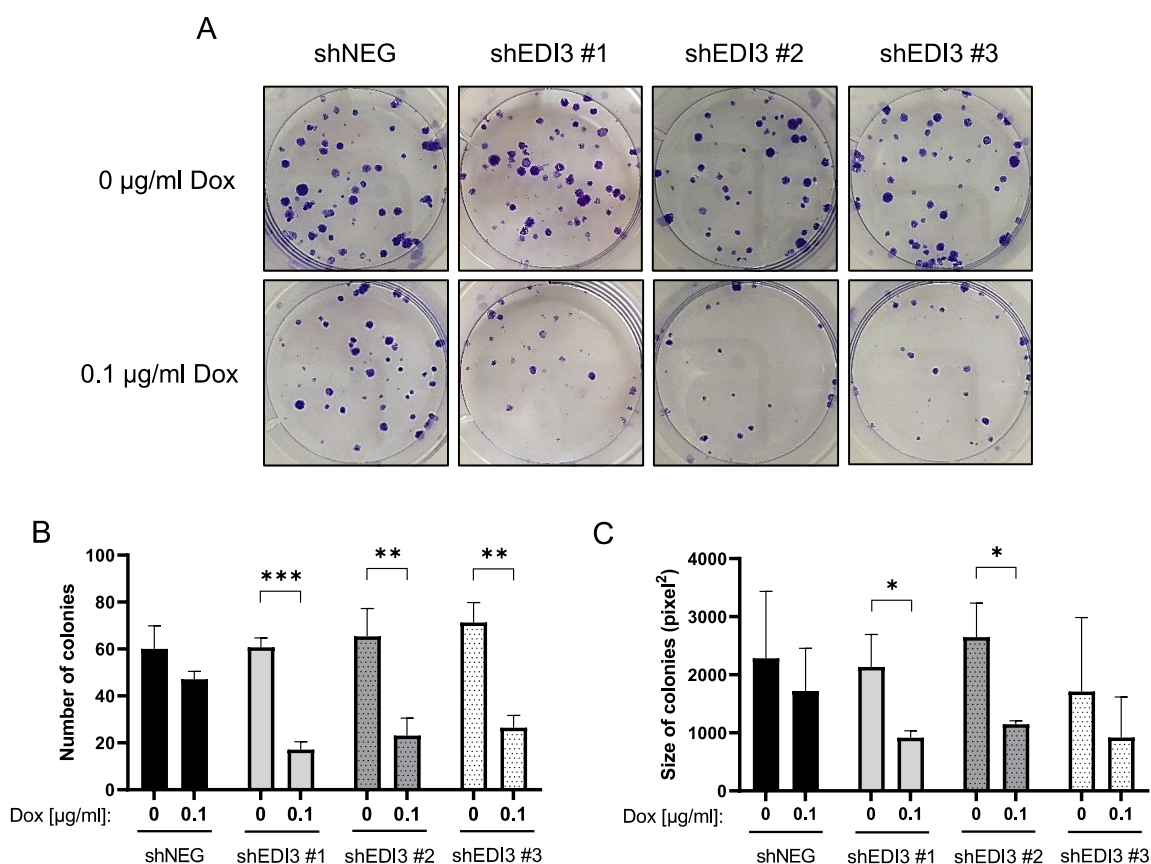 A
shNEG shEDI3 #1 shEDI3 #2 shEDI3 #3
0 µg/ml Dox
0.1 µg/ml Dox
B
Number of colonies
100
80
60
40
20
0
*** ** **
Dox [µg/ml]: 0 0.1 0 0.1 0 0.1 0 0.1
shNEG shEDI3 #1 shEDI3 #2 shEDI3 #3
C
Size of colonies (pixel²)
4000
3000
2000
1000
0
* *
Dox [µg/ml]: 0 0.1 0 0.1 0 0.1 0 0.1
shNEG shEDI3 #1 shEDI3 #2 shEDI3 #3